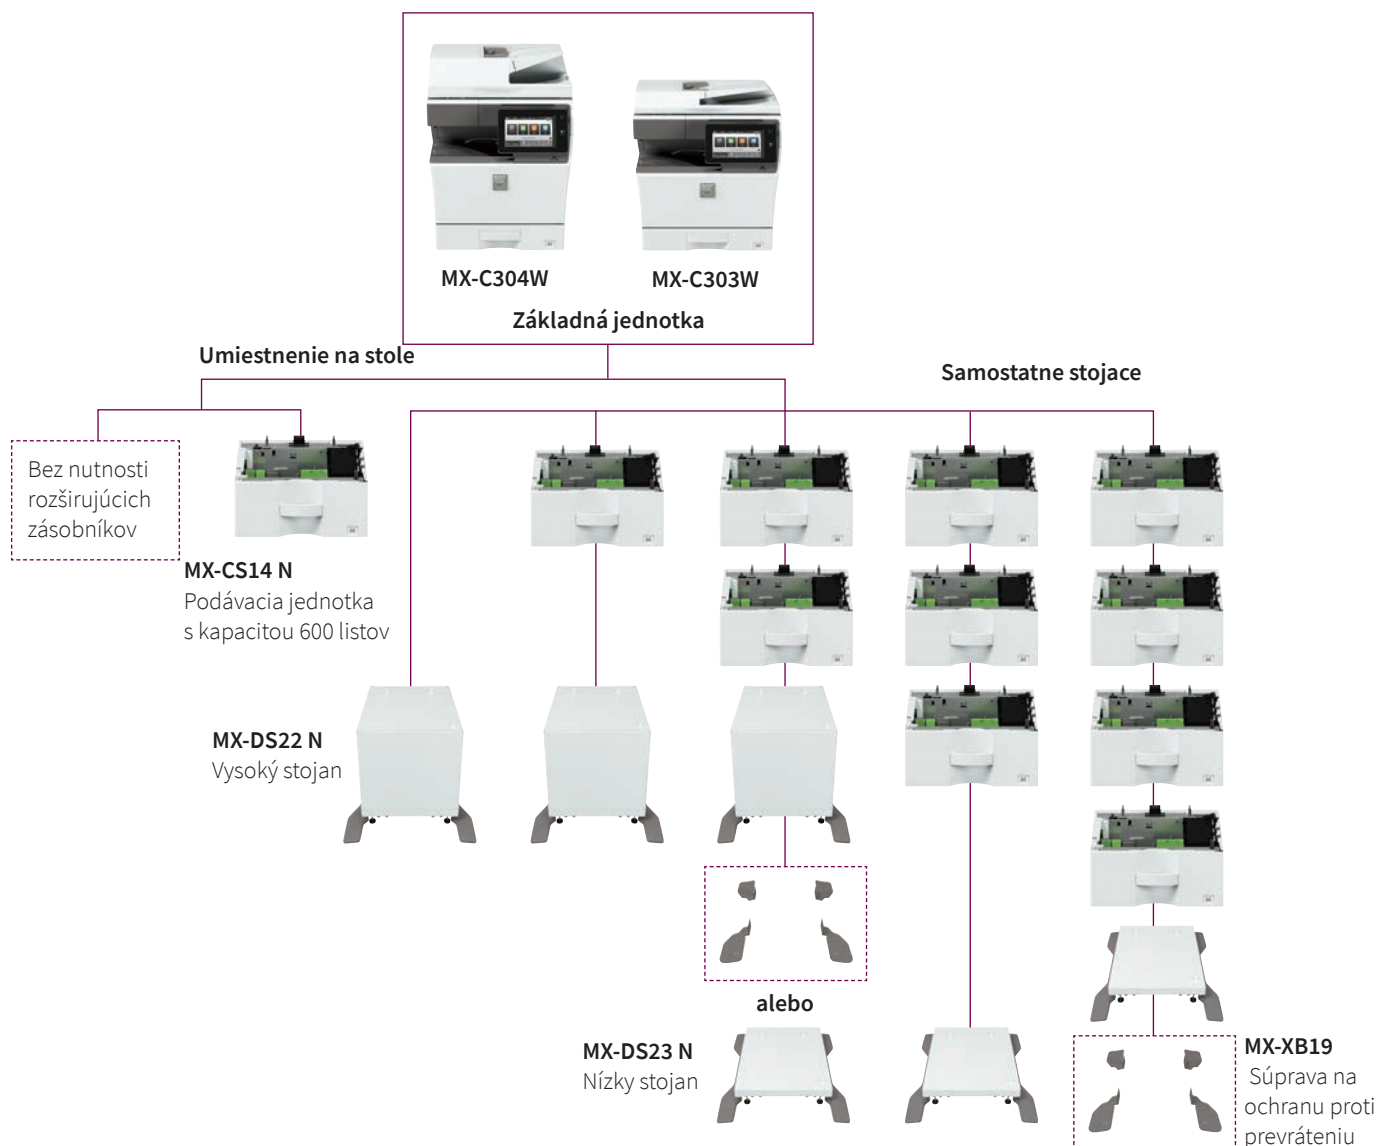 MX-C304W
MX-C303W
Základná jednotka
Umiestnenie na stole
Samostatne stojace
Bez nutnosti
rozširujúcich
zásobníkov
MX-CS14 N
Podávacia jednotka
s kapacitou 600 listov
MX-DS22 N
Vysoký stojan
alebo
MX-DS23 N
Nízky stojan
MX-XB19
Súprava na
ochranu proti
prevráteniu